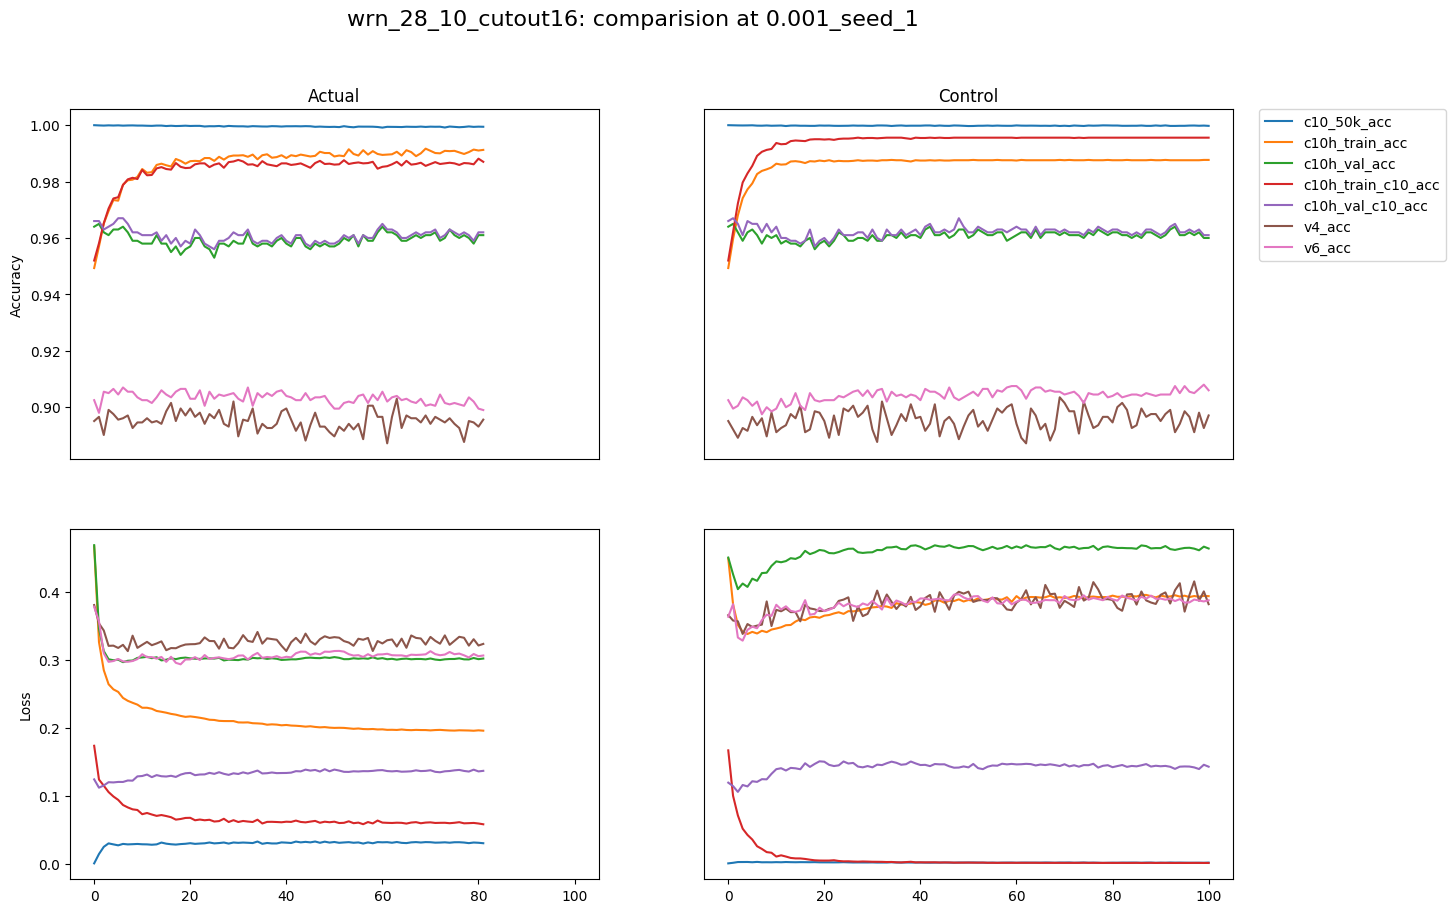 wrn_28_10_cutout16: comparision at 0.001_seed_1
Actual
Control
Accuracy
1.00
0.98
0.96
0.94
0.92
0.90
c10_50k_acc
c10h_train_acc
c10h_val_acc
c10h_train_c10_acc
c10h_val_c10_acc
v4_acc
v6_acc
Loss
0.4
0.3
0.2
0.1
0.0
0 20 40 60 80 100
0 20 40 60 80 100